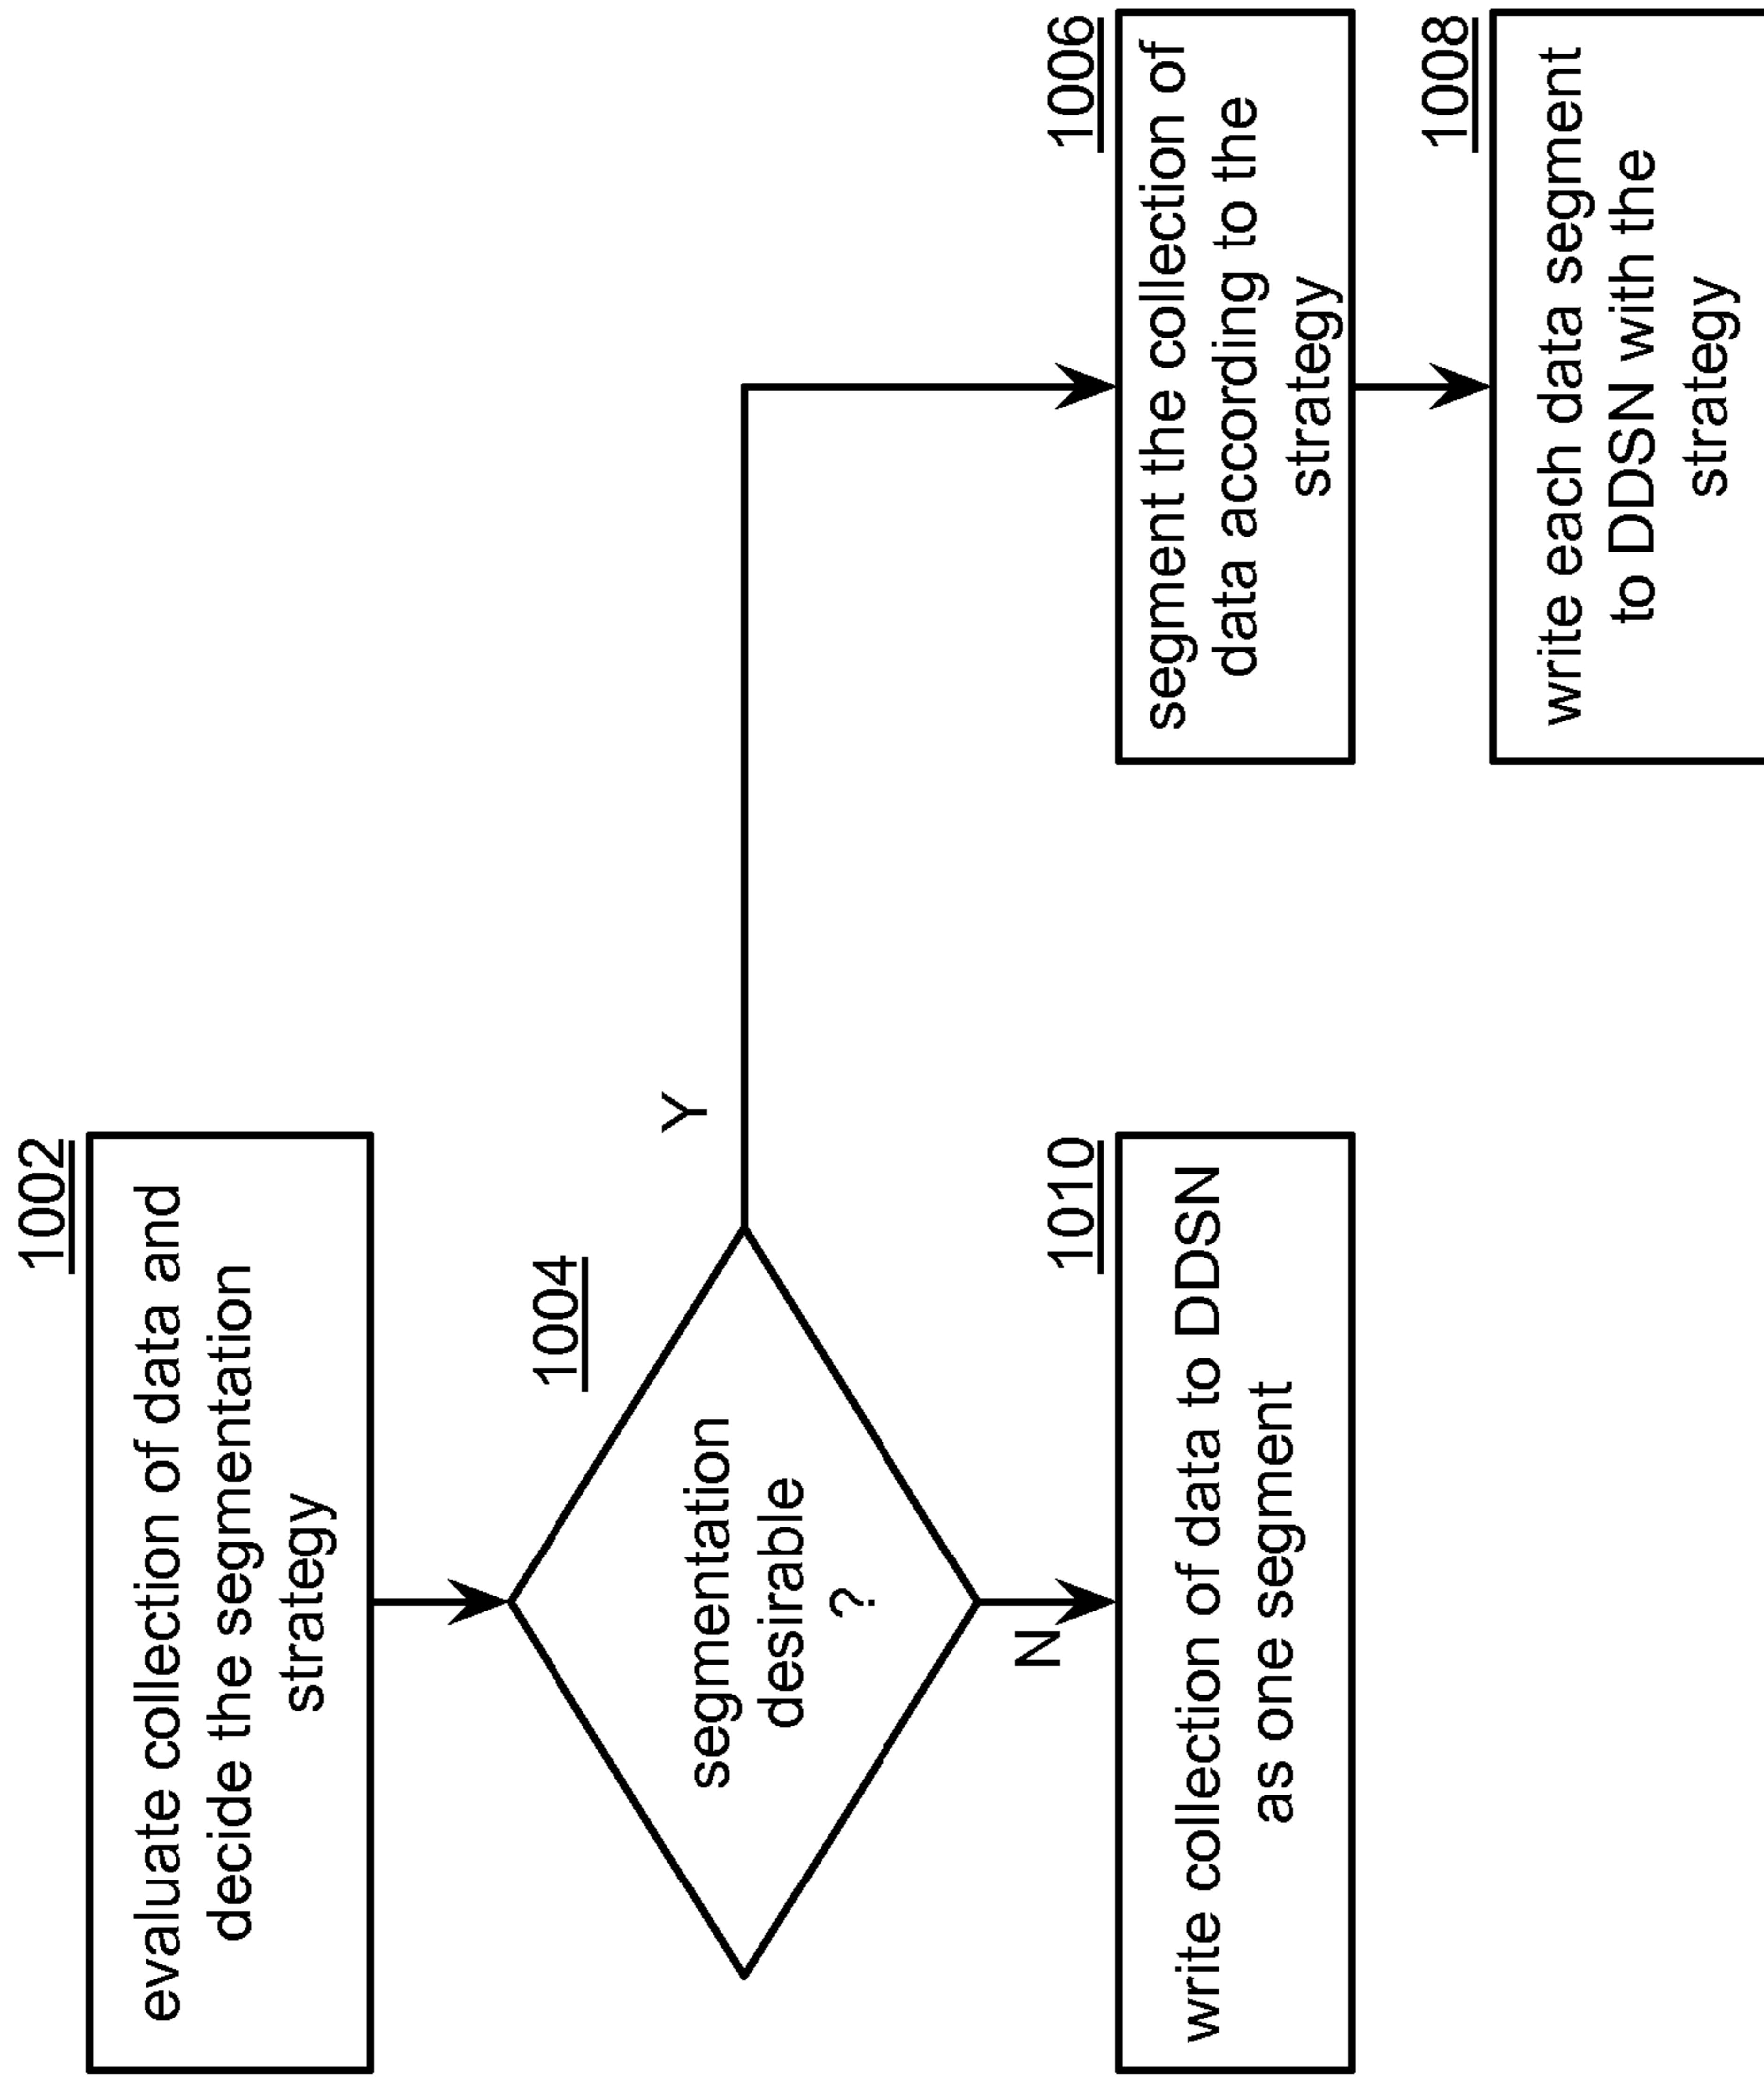 1002
evaluate collection of data and
decide the segmentation
strategy
1004
segmentation
desirable
?
Y
N
1010
write collection of data to DDSN
as one segment
1006
segment the collection of
data according to the
strategy
1008
write each data segment
to DDSN with the
strategy